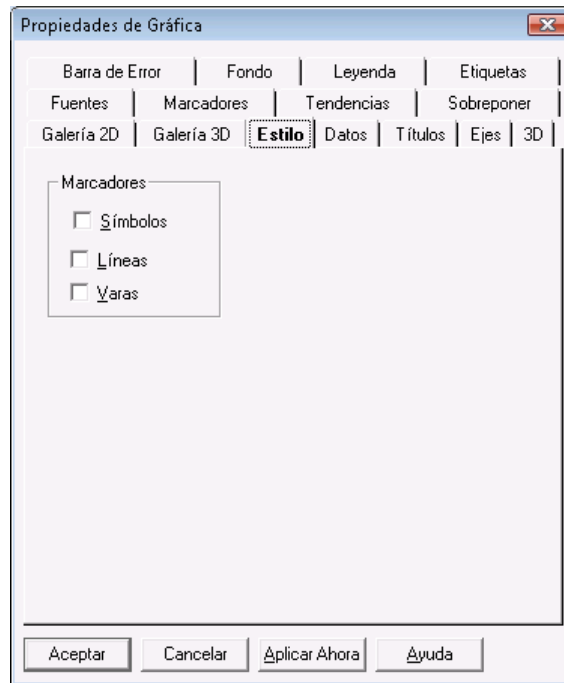 Propiedades de Gráfica
Barra de Error Fondo Leyenda Etiquetas
Fuentes Marcadores Tendencias Sobreponer
Galería 2D Galería 3D Estilo Datos Títulos Ejes 3D
Marcadores
Símbolos
Líneas
Varas
Aceptar Cancelar Aplicar Ahora Ayuda